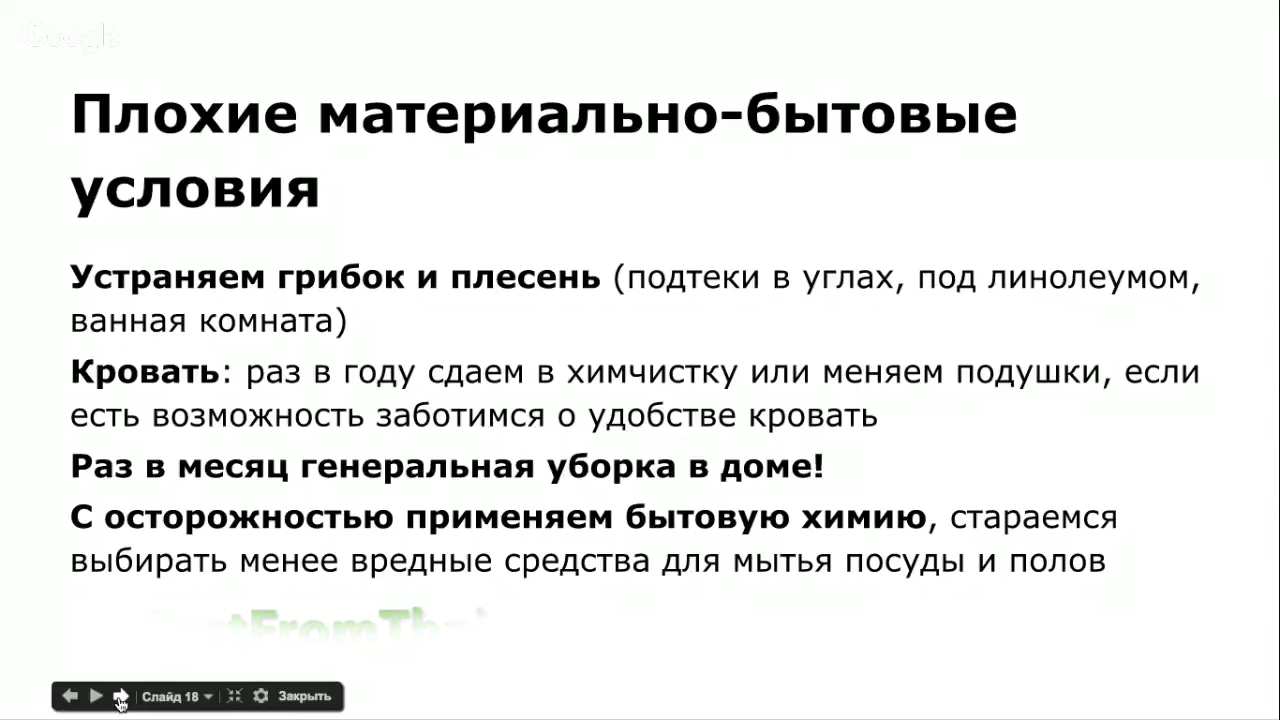 Google
Плохие материально-бытовые
условия
Устраняем грибок и плесень (подтеки в углах, под линолеумом,
ванная комната)
Кровать: раз в году сдаем в химчистку или меняем подушки, если
есть возможность заботимся о удобстве кровать
Раз в месяц генеральная уборка в доме!
С осторожностью применяем бытовую химию, стараемся
выбирать менее вредные средства для мытья посуды и полов
Слайд 18 Закрыть